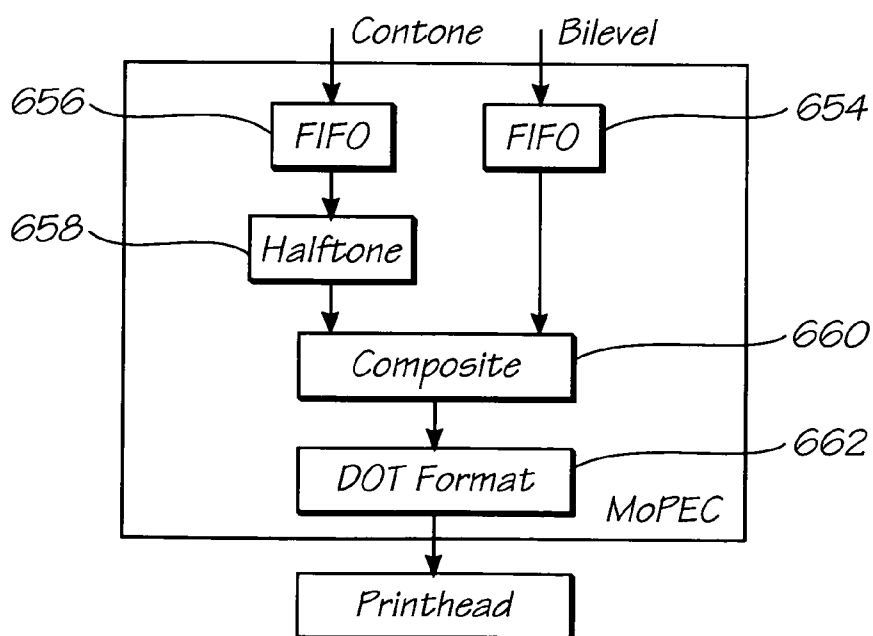 Contone
Bilevel
656
FIFO
FIFO
654
658
Halftone
Composite
660
DOT Format
662
MoPEC
Printhead